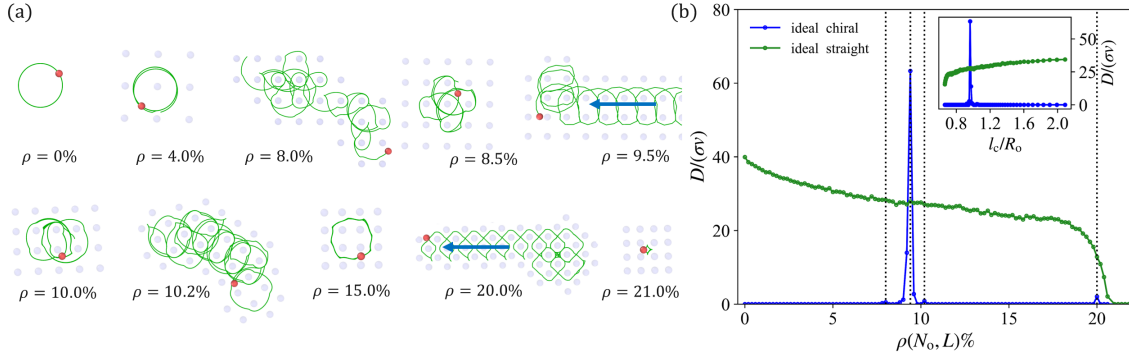 (a)
ρ = 0%
ρ = 4.0%
ρ = 8.0%
ρ = 8.5%
ρ = 9.5%
ρ = 10.0%
ρ = 10.2%
ρ = 15.0%
ρ = 20.0%
ρ = 21.0%
(b)
80
60
40
20
0
D/(σv)
0
5
10
15
20
ρ(N₀, L)%
ideal chiral
ideal straight
50
25
0
D/(σv)
0.8
1.2
1.6
2.0
l_c/R_o